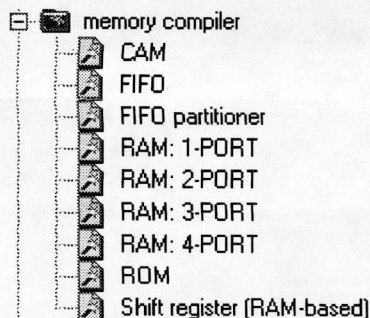 memory compiler
CAM
FIFO
FIFO partitioner
RAM: 1-PORT
RAM: 2-PORT
RAM: 3-PORT
RAM: 4-PORT
ROM
Shift register (RAM-based)